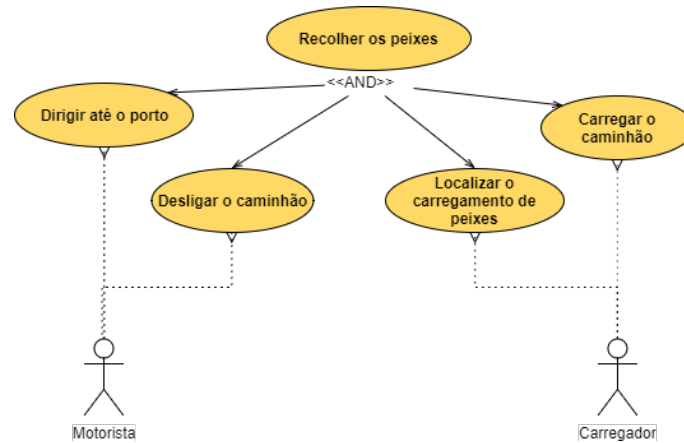 Recolher os peixes
<<AND>>
Dirigir até o porto
Carregar o
caminhão
Desligar o caminhão
Localizar o
carregamento de
peixes
Motorista
Carregador